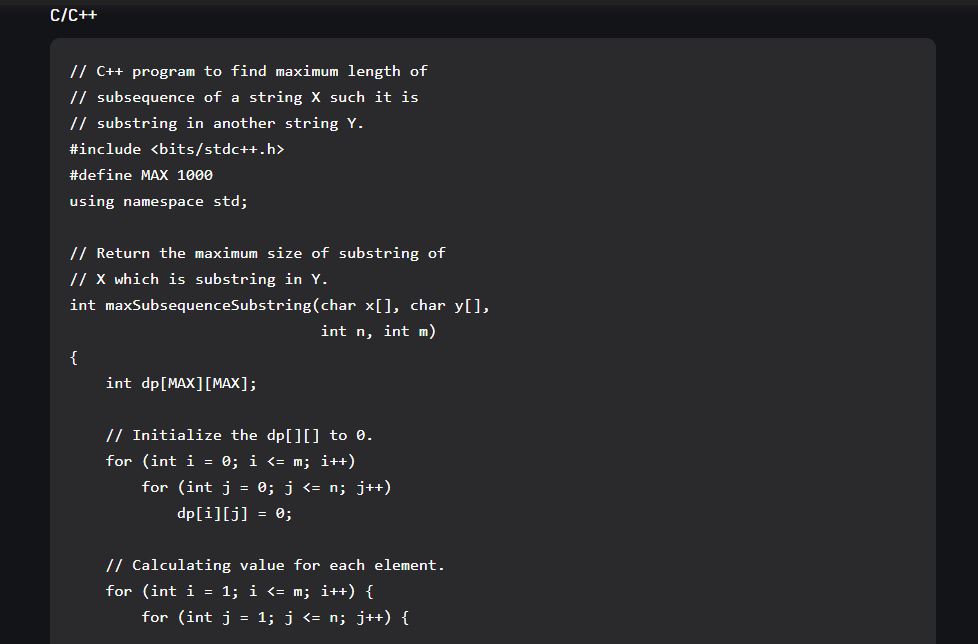 C/C++
// C++ program to find maximum length of
// subsequence of a string X such it is
// substring in another string Y.
#include <bits/stdc++.h>
#define MAX 1000
using namespace std;
// Return the maximum size of substring of
// X which is substring in Y.
int maxSubsequenceSubstring(char x[], char y[],
                            int n, int m)
{
    int dp[MAX][MAX];
    // Initialize the dp[][] to 0.
    for (int i = 0; i <= m; i++)
        for (int j = 0; j <= n; j++)
            dp[i][j] = 0;
    // Calculating value for each element.
    for (int i = 1; i <= m; i++) {
        for (int j = 1; j <= n; j++) {